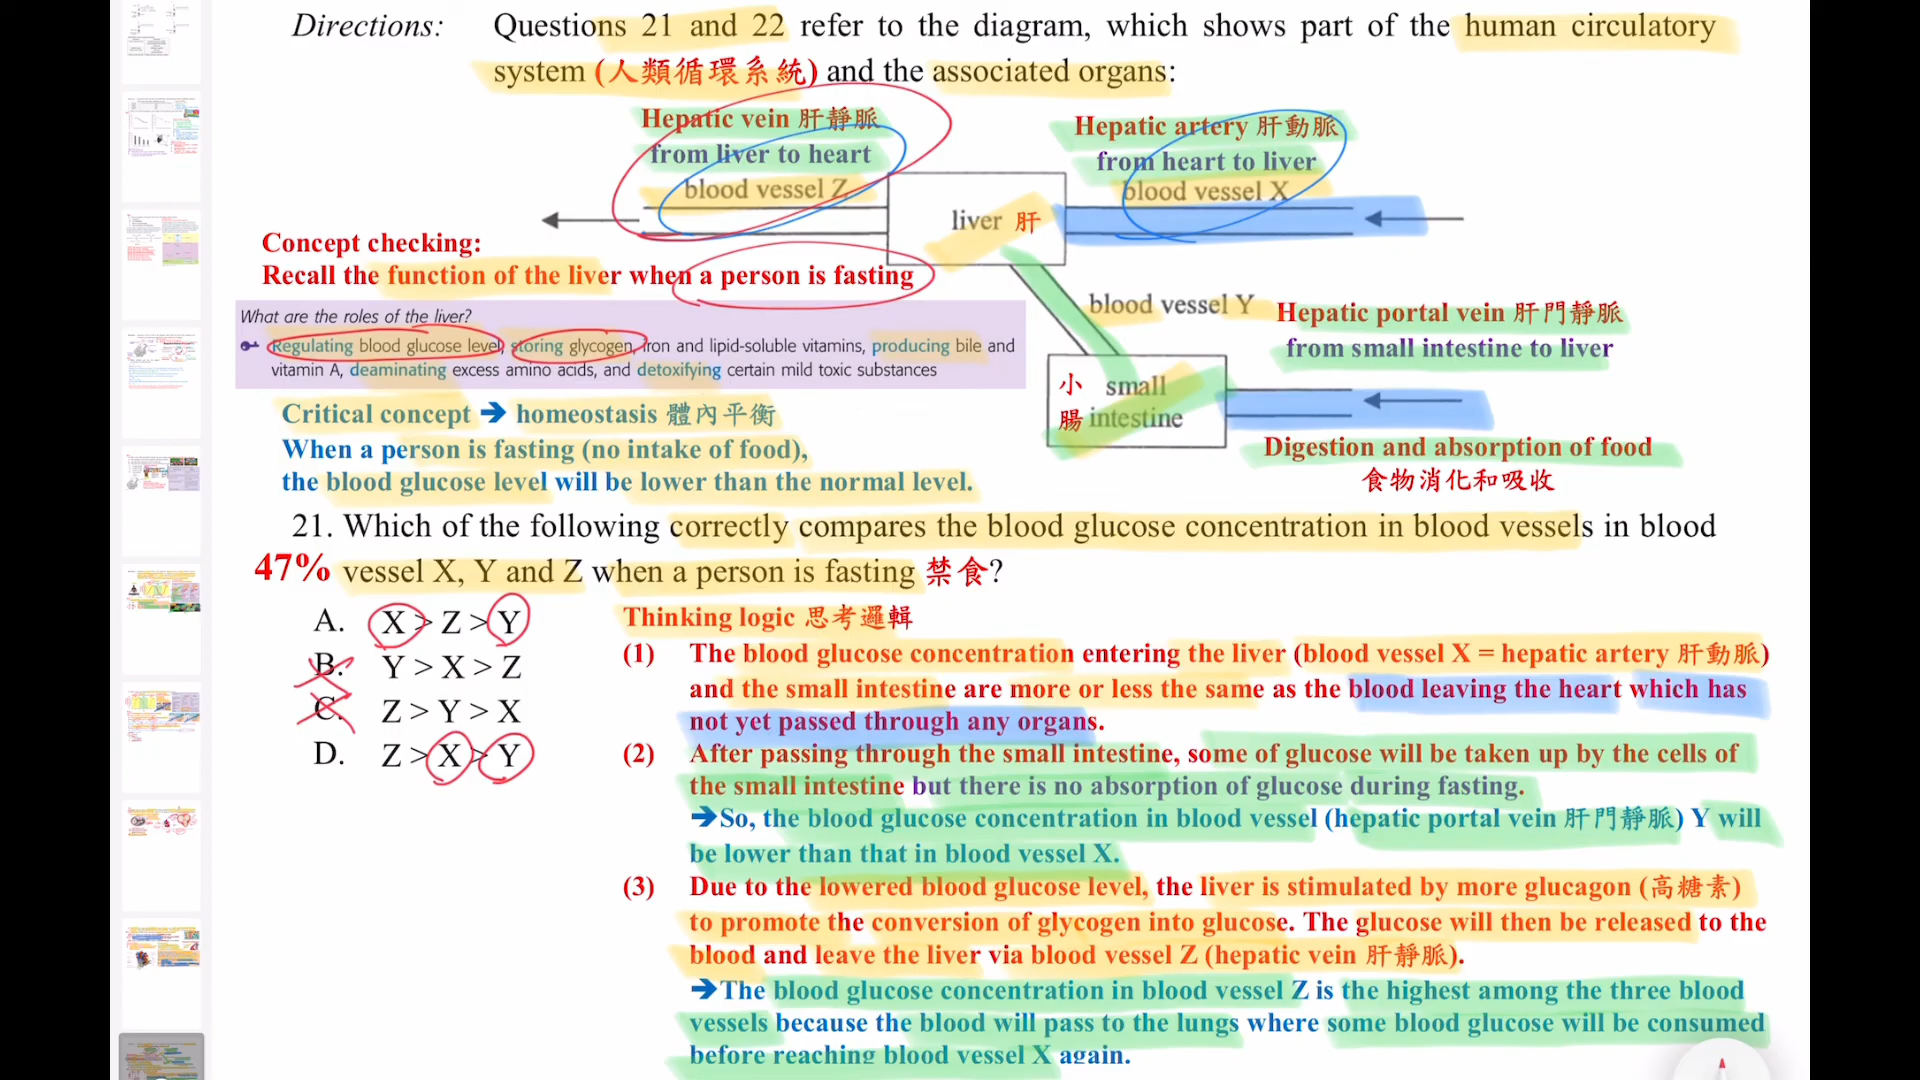 Directions: Questions 21 and 22 refer to the diagram, which shows part of the human circulatory
system (人類循環系統) and the associated organs:
Hepatic vein 肝靜脈
from liver to heart
blood vessel Z
Hepatic artery 肝動脈
from heart to liver
blood vessel X
liver 肝
Concept checking:
Recall the function of the liver when a person is fasting
blood vessel Y
Hepatic portal vein 肝門靜脈
from small intestine to liver
What are the roles of the liver?
Regulating blood glucose level, storing glycogen, iron and lipid-soluble vitamins, producing bile and
vitamin A, deaminating excess amino acids, and detoxifying certain mild toxic substances
小 small
腸 intestine
Digestion and absorption of food
食物消化和吸收
Critical concept ➔ homeostasis 體內平衡
When a person is fasting (no intake of food),
the blood glucose level will be lower than the normal level.
21. Which of the following correctly compares the blood glucose concentration in blood vessels in blood
47% vessel X, Y and Z when a person is fasting 禁食?
A. X > Z > Y
B. Y > X > Z
C. Z > Y > X
D. Z > X > Y
Thinking logic 思考邏輯
(1) The blood glucose concentration entering the liver (blood vessel X = hepatic artery 肝動脈)
and the small intestine are more or less the same as the blood leaving the heart which has
not yet passed through any organs.
(2) After passing through the small intestine, some of glucose will be taken up by the cells of
the small intestine but there is no absorption of glucose during fasting.
➔So, the blood glucose concentration in blood vessel (hepatic portal vein 肝門靜脈) Y will
be lower than that in blood vessel X.
(3) Due to the lowered blood glucose level, the liver is stimulated by more glucagon (高糖素)
to promote the conversion of glycogen into glucose. The glucose will then be released to the
blood and leave the liver via blood vessel Z (hepatic vein 肝靜脈).
➔The blood glucose concentration in blood vessel Z is the highest among the three blood
vessels because the blood will pass to the lungs where some blood glucose will be consumed
before reaching blood vessel X again.